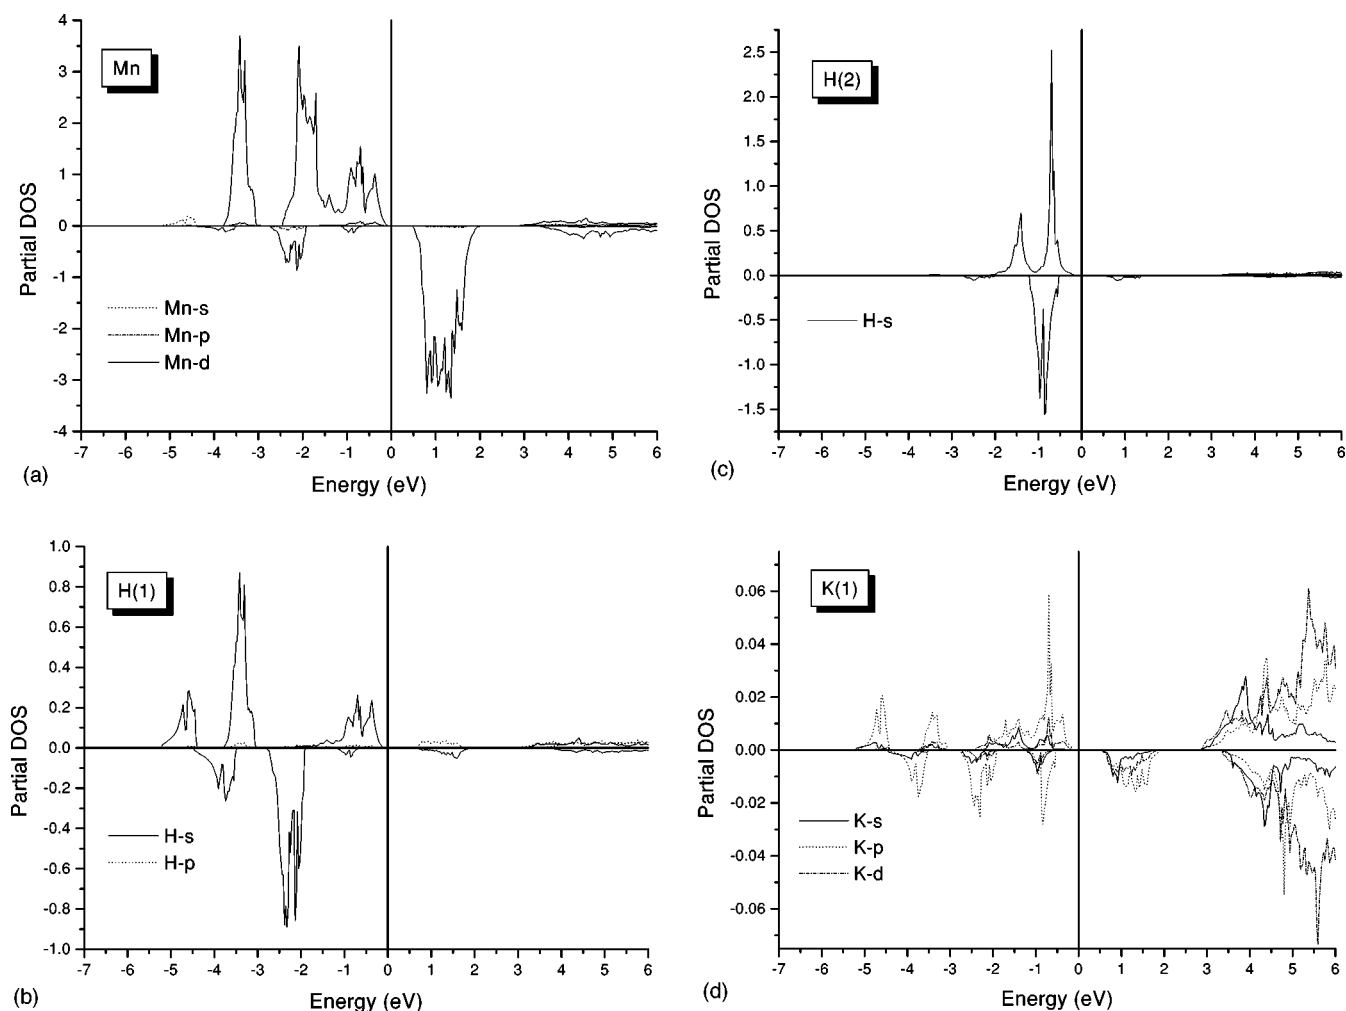 Mn
4
3
2
1
0
-1
-2
-3
-4
Partial DOS
Mn-s
Mn-p
Mn-d
-7 -6 -5 -4 -3 -2 -1 0 1 2 3 4 5 6
Energy (eV)
(a)
H(2)
2.5
2.0
1.5
1.0
0.5
0.0
-0.5
-1.0
-1.5
Partial DOS
H-s
-7 -6 -5 -4 -3 -2 -1 0 1 2 3 4 5 6
Energy (eV)
(c)
H(1)
1.0
0.8
0.6
0.4
0.2
0.0
-0.2
-0.4
-0.6
-0.8
-1.0
Partial DOS
H-s
H-p
-7 -6 -5 -4 -3 -2 -1 0 1 2 3 4 5 6
Energy (eV)
(b)
K(1)
0.06
0.04
0.02
0.00
-0.02
-0.04
-0.06
Partial DOS
K-s
K-p
K-d
-7 -6 -5 -4 -3 -2 -1 0 1 2 3 4 5 6
Energy (eV)
(d)